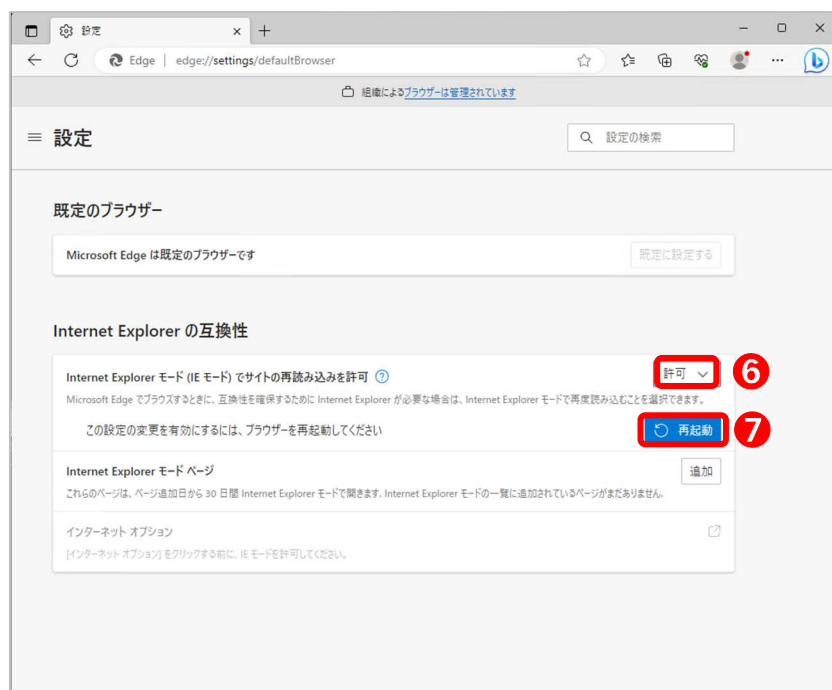 設定
Edge | edge://settings/defaultBrowser
組織によるブラウザーは管理されています
設定
設定の検索
既定のブラウザー
Microsoft Edge は既定のブラウザーです
既定に設定する
Internet Explorer の互換性
Internet Explorer モード (IE モード) でサイトの再読み込みを許可
許可
6
Microsoft Edge でブラウズするときに、互換性を確保するために Internet Explorer が必要な場合は、Internet Explorer モードで再度読み込むことを選択できます。
この設定の変更を有効にするには、ブラウザーを再起動してください
再起動
7
Internet Explorer モード ページ
追加
これらのページは、ページ追加日から 30 日間 Internet Explorer モードで開きます. Internet Explorer モードの一覧に追加されているページがまだありません.
インターネット オプション
[インターネット オプション] をクリックする前に、IE モードを許可してください。